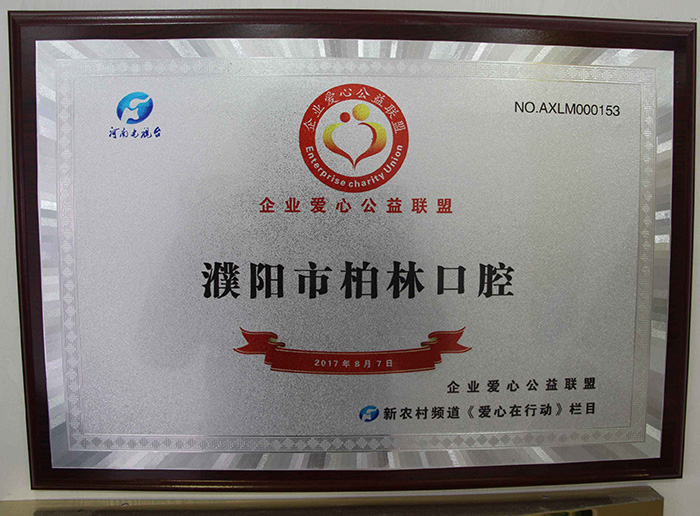 河南电视台
企业爱心公益联盟
Enterprise charity Union
NO.AXLM000153
企业爱心公益联盟
濮阳市柏林口腔
2017年8月7日
企业爱心公益联盟
新农村频道《爱心在行动》栏目